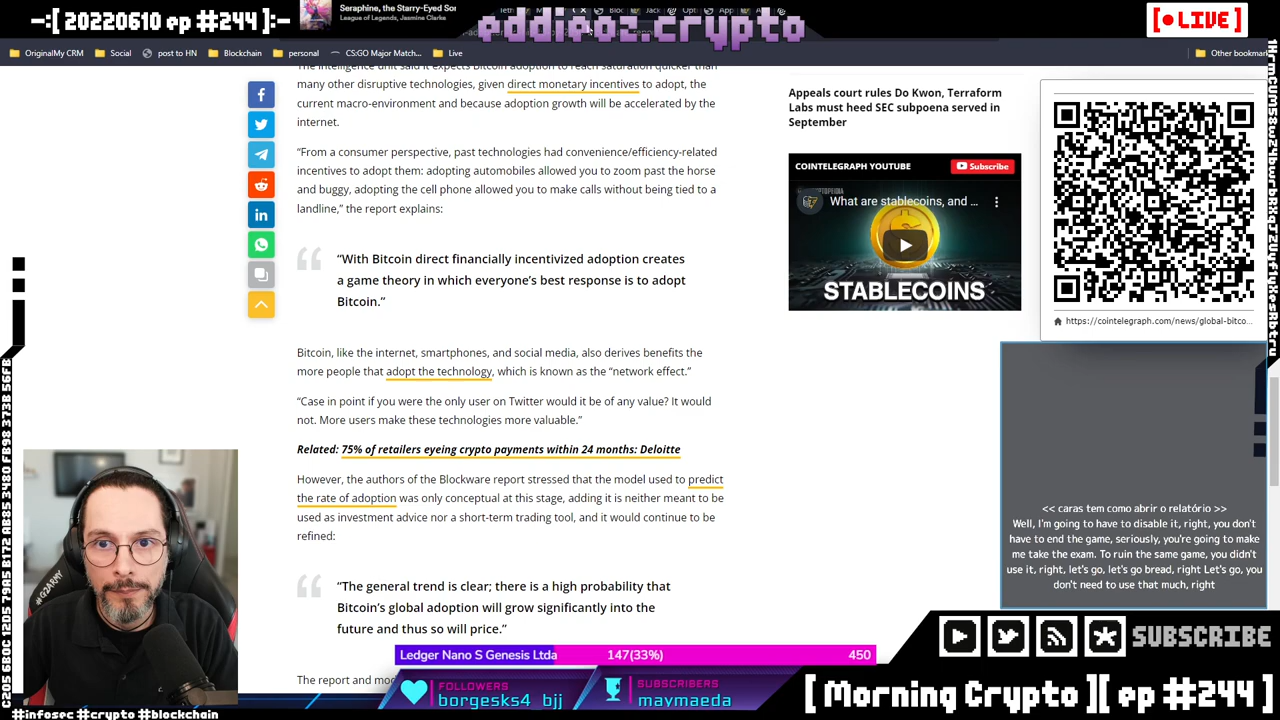 -:[ 20220610 ep #244 ]:-
Seraphine, the Starry-Eyed Son
League of Legends, Jasmine Clarke
eddieoz.crypto
[●LIVE]
OriginalMy CRM
Social
post to HN
Blockchain
personal
CS:GO Major Match...
Live
Other bookmar
The intelligence unit said it expects Bitcoin adoption to reach saturation quicker than
many other disruptive technologies, given direct monetary incentives to adopt, the
current macro-environment and because adoption growth will be accelerated by the
internet.
“From a consumer perspective, past technologies had convenience/efficiency-related
incentives to adopt them: adopting automobiles allowed you to zoom past the horse
and buggy, adopting the cell phone allowed you to make calls without being tied to a
landline,” the report explains:
“With Bitcoin direct financially incentivized adoption creates
a game theory in which everyone’s best response is to adopt
Bitcoin.”
Bitcoin, like the internet, smartphones, and social media, also derives benefits the
more people that adopt the technology, which is known as the “network effect.”
“Case in point if you were the only user on Twitter would it be of any value? It would
not. More users make these technologies more valuable.”
Related: 75% of retailers eyeing crypto payments within 24 months: Deloitte
However, the authors of the Blockware report stressed that the model used to predict
the rate of adoption was only conceptual at this stage, adding it is neither meant to be
used as investment advice nor a short-term trading tool, and it would continue to be
refined:
“The general trend is clear; there is a high probability that
Bitcoin’s global adoption will grow significantly into the
future and thus so will price.”
The report and mod
Appeals court rules Do Kwon, Terraform
Labs must heed SEC subpoena served in
September
COINTELEGRAPH YOUTUBE
Subscribe
What are stablecoins, and ...
STABLECOINS
https://cointelegraph.com/news/global-bitco...
<< caras tem como abrir o relatório >>
Well, I'm going to have to disable it, right, you don't
have to end the game, seriously, you're going to make
me take the exam. To ruin the same game, you didn't
use it, right, let's go, let's go bread, right Let's go, you
don't need to use that much, right
Ledger Nano S Genesis Ltda
147(33%)
450
FOLLOWERS
borgesks4_bjj
SUBSCRIBERS
maymaeda
SUBSCRIBE
[ Morning Crypto ][ ep #244 ]
#infosec #crypto #blockchain